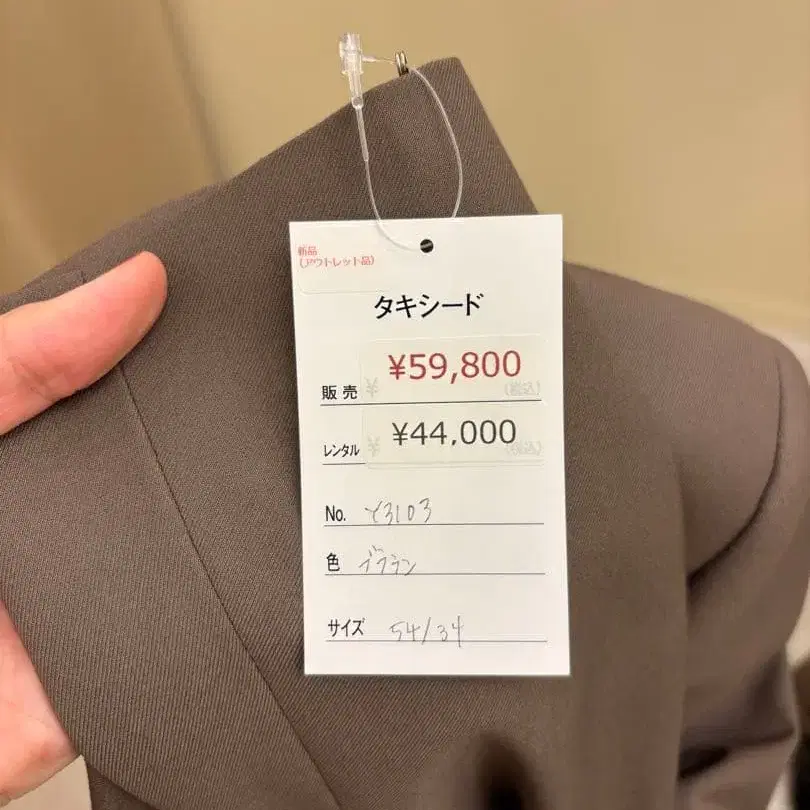 新品
(アウトレット品)
タキシード
販売 ¥ ¥59,800 (税込)
レンタル ¥ ¥44,000 (税込)
No. Y3103
色 ブラウン
サイズ 54/34